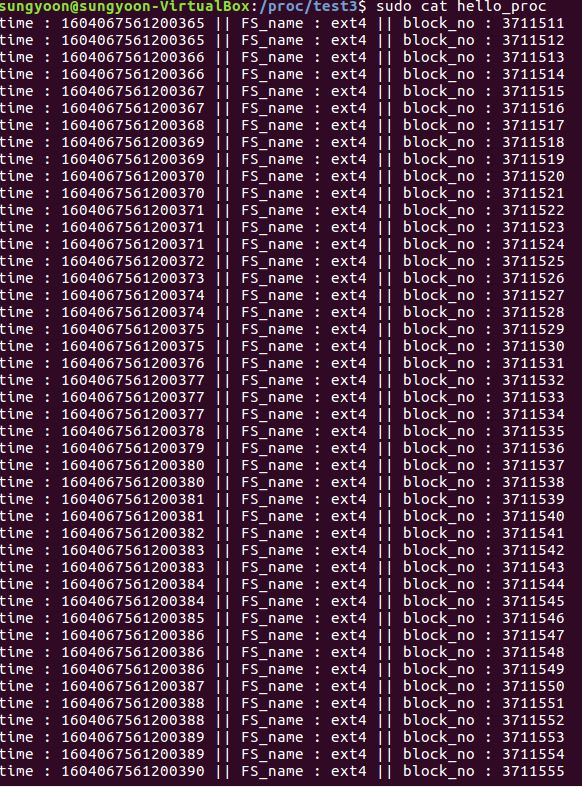 sungyoon@sungyoon-VirtualBox:/proc/test3$ sudo cat hello_proc
time : 1604067561200365 || FS_name : ext4 || block_no : 3711511
time : 1604067561200365 || FS_name : ext4 || block_no : 3711512
time : 1604067561200366 || FS_name : ext4 || block_no : 3711513
time : 1604067561200366 || FS_name : ext4 || block_no : 3711514
time : 1604067561200367 || FS_name : ext4 || block_no : 3711515
time : 1604067561200367 || FS_name : ext4 || block_no : 3711516
time : 1604067561200368 || FS_name : ext4 || block_no : 3711517
time : 1604067561200369 || FS_name : ext4 || block_no : 3711518
time : 1604067561200369 || FS_name : ext4 || block_no : 3711519
time : 1604067561200370 || FS_name : ext4 || block_no : 3711520
time : 1604067561200370 || FS_name : ext4 || block_no : 3711521
time : 1604067561200371 || FS_name : ext4 || block_no : 3711522
time : 1604067561200371 || FS_name : ext4 || block_no : 3711523
time : 1604067561200371 || FS_name : ext4 || block_no : 3711524
time : 1604067561200372 || FS_name : ext4 || block_no : 3711525
time : 1604067561200373 || FS_name : ext4 || block_no : 3711526
time : 1604067561200374 || FS_name : ext4 || block_no : 3711527
time : 1604067561200374 || FS_name : ext4 || block_no : 3711528
time : 1604067561200375 || FS_name : ext4 || block_no : 3711529
time : 1604067561200375 || FS_name : ext4 || block_no : 3711530
time : 1604067561200376 || FS_name : ext4 || block_no : 3711531
time : 1604067561200377 || FS_name : ext4 || block_no : 3711532
time : 1604067561200377 || FS_name : ext4 || block_no : 3711533
time : 1604067561200377 || FS_name : ext4 || block_no : 3711534
time : 1604067561200378 || FS_name : ext4 || block_no : 3711535
time : 1604067561200379 || FS_name : ext4 || block_no : 3711536
time : 1604067561200380 || FS_name : ext4 || block_no : 3711537
time : 1604067561200380 || FS_name : ext4 || block_no : 3711538
time : 1604067561200381 || FS_name : ext4 || block_no : 3711539
time : 1604067561200381 || FS_name : ext4 || block_no : 3711540
time : 1604067561200382 || FS_name : ext4 || block_no : 3711541
time : 1604067561200383 || FS_name : ext4 || block_no : 3711542
time : 1604067561200383 || FS_name : ext4 || block_no : 3711543
time : 1604067561200384 || FS_name : ext4 || block_no : 3711544
time : 1604067561200384 || FS_name : ext4 || block_no : 3711545
time : 1604067561200385 || FS_name : ext4 || block_no : 3711546
time : 1604067561200386 || FS_name : ext4 || block_no : 3711547
time : 1604067561200386 || FS_name : ext4 || block_no : 3711548
time : 1604067561200386 || FS_name : ext4 || block_no : 3711549
time : 1604067561200387 || FS_name : ext4 || block_no : 3711550
time : 1604067561200388 || FS_name : ext4 || block_no : 3711551
time : 1604067561200388 || FS_name : ext4 || block_no : 3711552
time : 1604067561200389 || FS_name : ext4 || block_no : 3711553
time : 1604067561200389 || FS_name : ext4 || block_no : 3711554
time : 1604067561200390 || FS_name : ext4 || block_no : 3711555